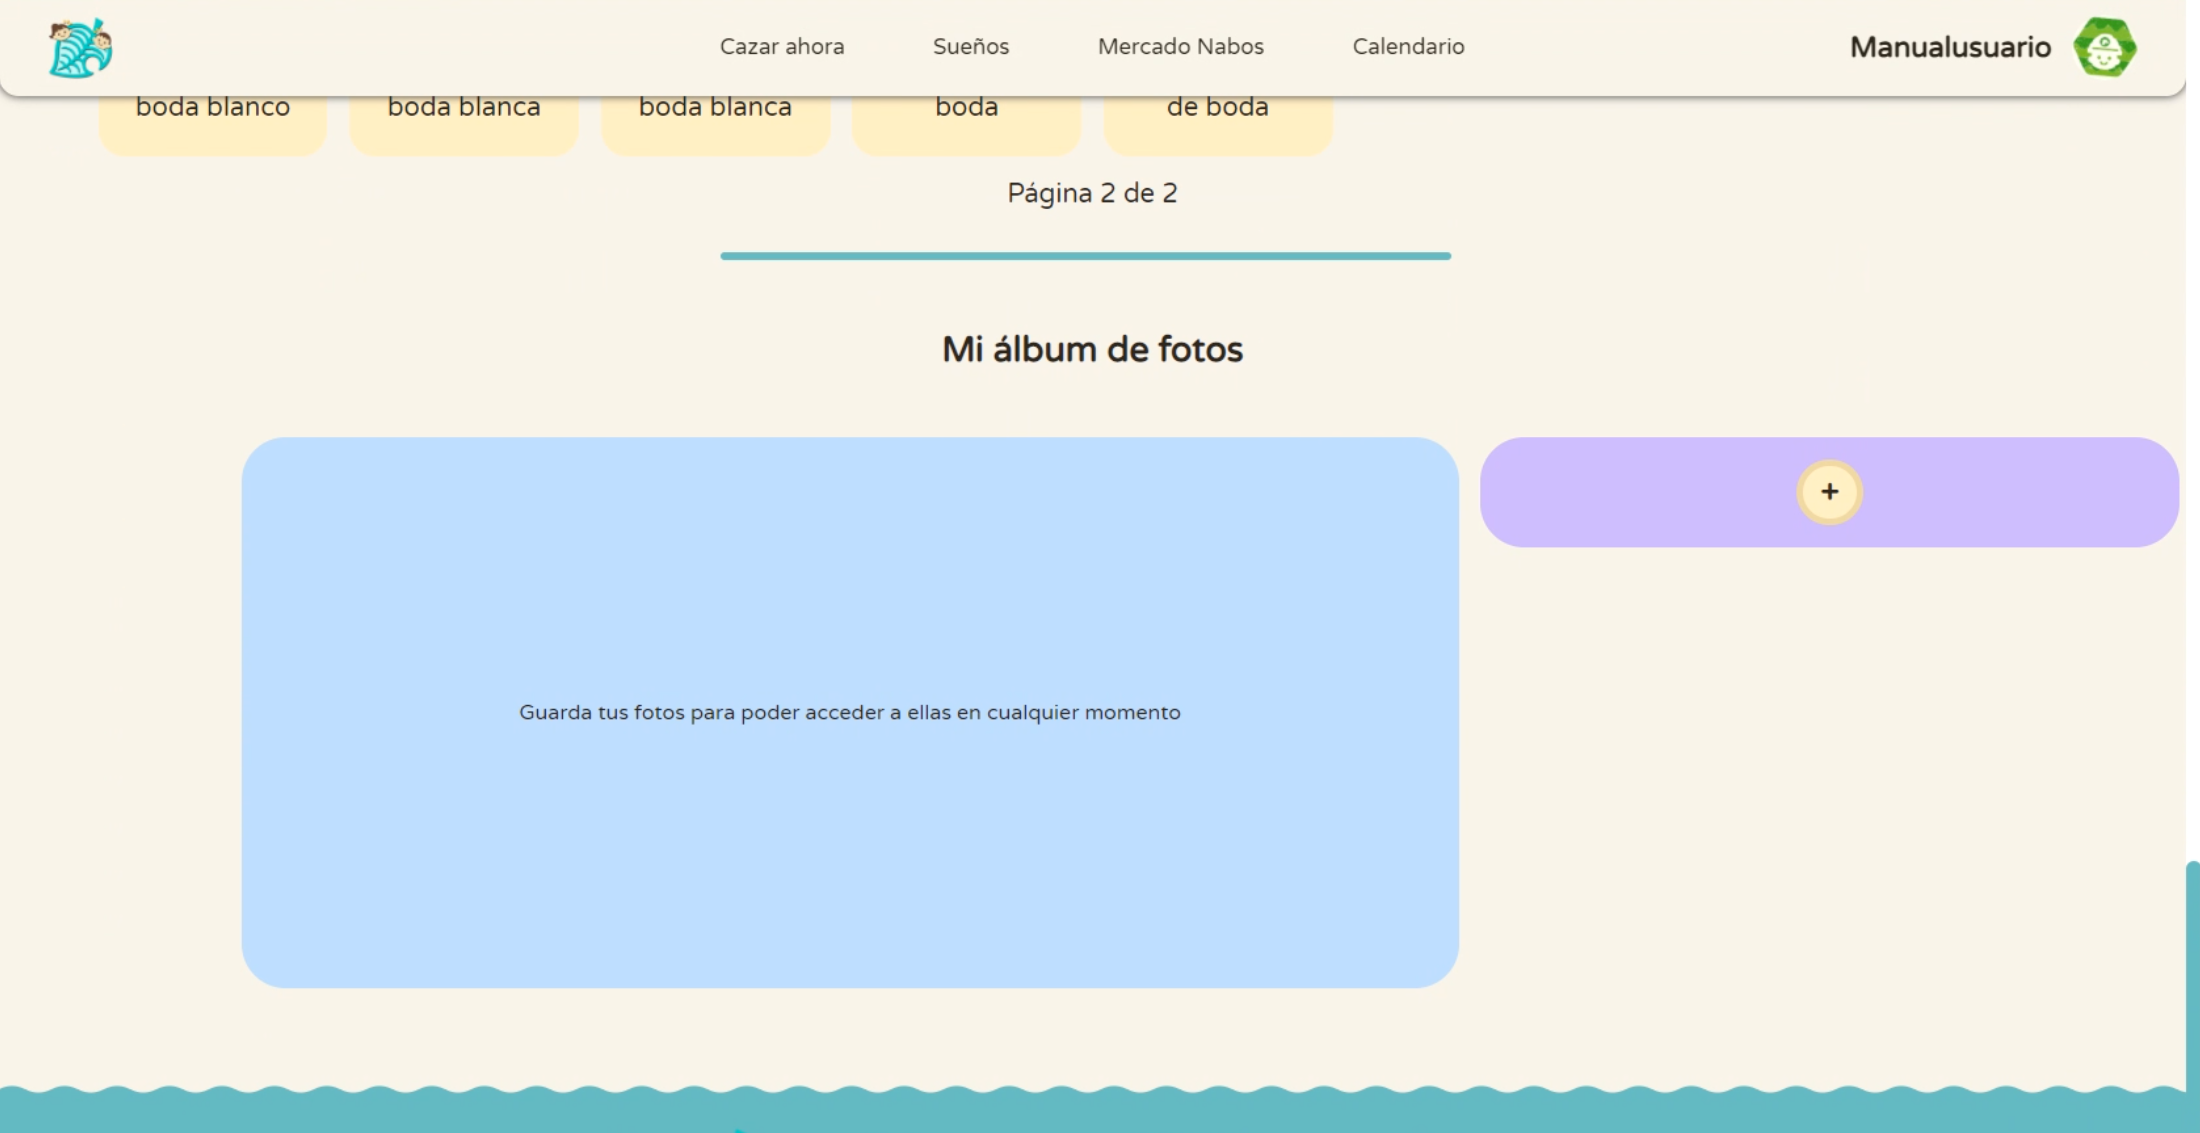 Cazar ahora Sueños Mercado Nabos Calendario Manualusuario
boda blanco boda blanca boda blanca boda de boda
Página 2 de 2
Mi álbum de fotos
+
Guarda tus fotos para poder acceder a ellas en cualquier momento